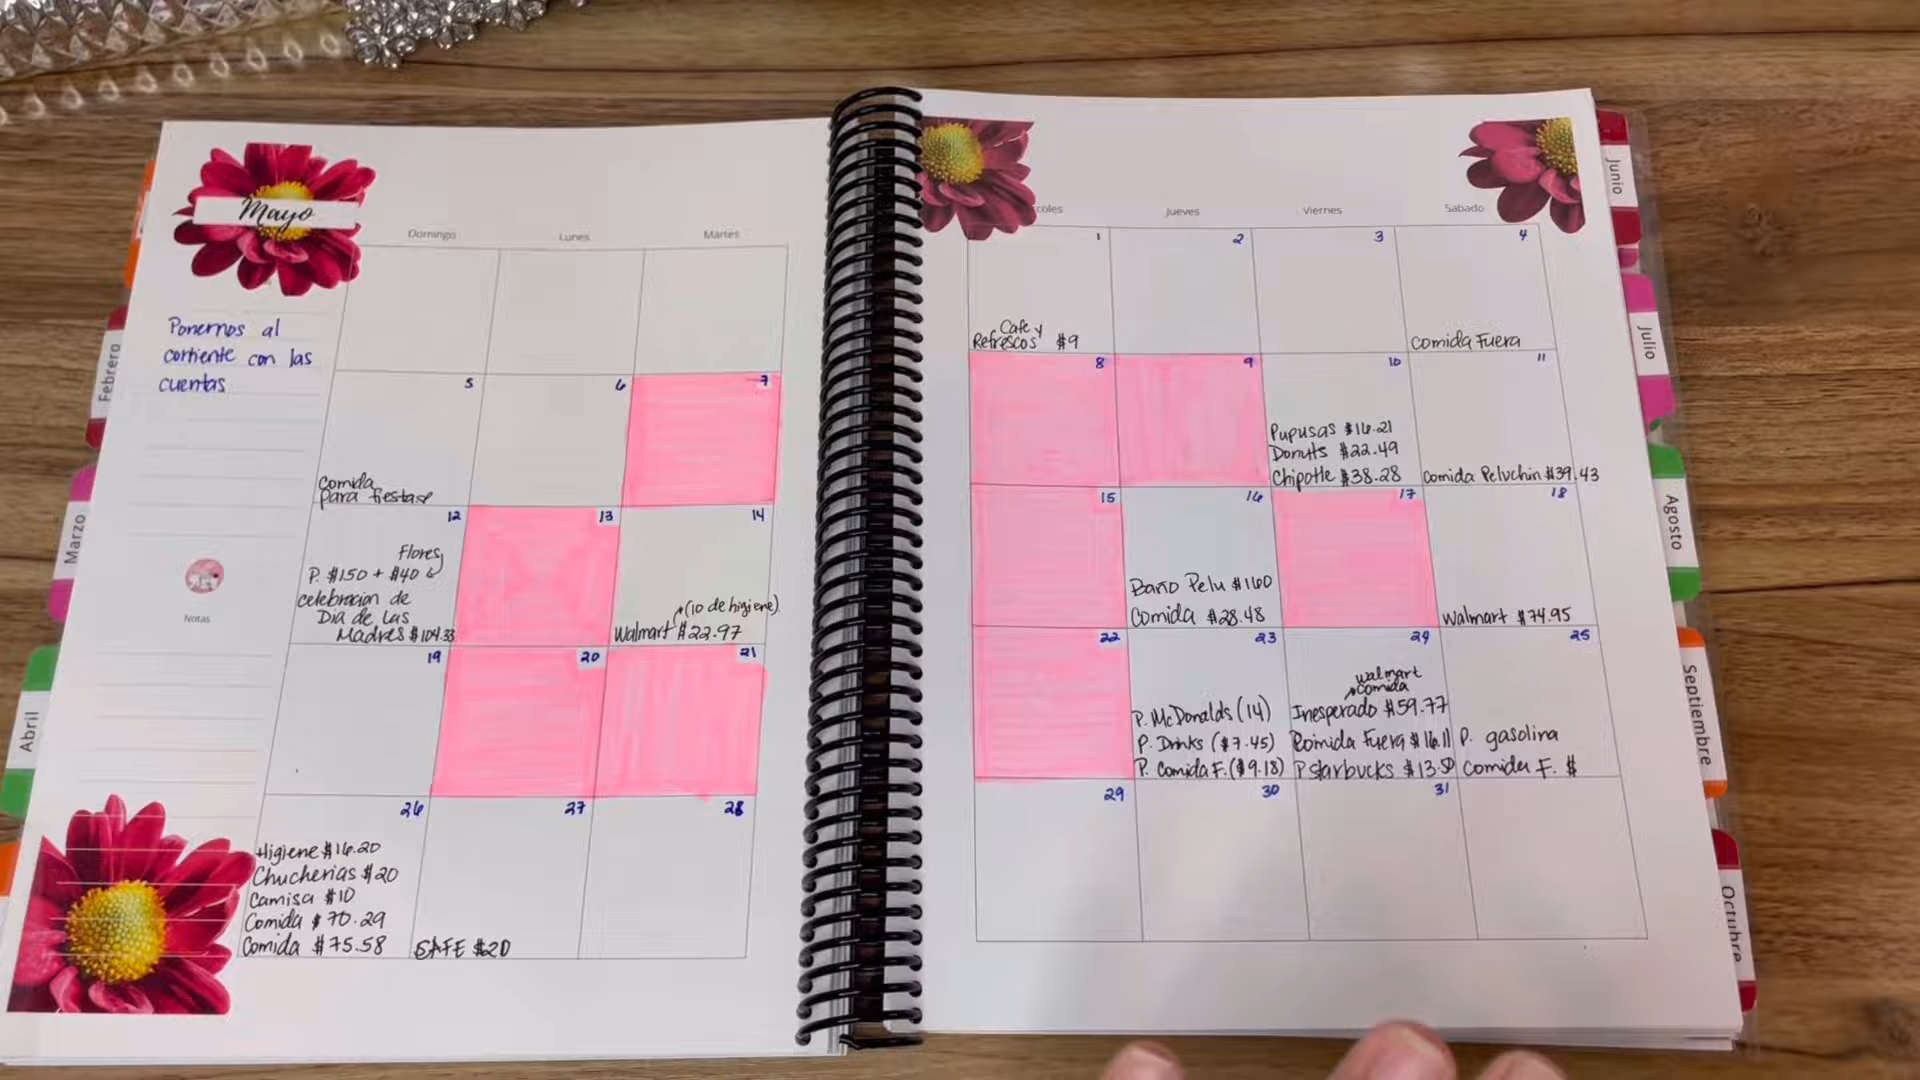 Mayo
Domingo
Lunes
Martes
coles
Jueves
Viernes
Sabado
Ponernos al
corriente con las
cuentas
Notas
1
Cafe y
Refrescos $9
2
3
4
Comida Fuera
5
comida
para fiestas
6
7
8
9
10
Pupusas $16.21
Donuts $22.49
Chipotle $38.28
11
Comida Peluchin $39.43
12
Flores
P. $150 + $40
celebracion de
Dia de las
Madres $104.33
13
14
(10 de higiene)
Walmart $22.97
15
16
Baño Pelu $160
Comida $28.48
17
18
Walmart $74.95
19
20
21
22
23
P. McDonalds (14)
P. Drinks ($7.45)
P. Comida F. ($9.18)
24
walmart
comida
Inesperado $59.77
Comida Fuera $16.11
P starbucks $13.50
25
P. gasolina
Comida F. $
26
Higiene $16.20
Chucherias $20
Camisa $10
Comida $70.29
Comida $75.58
27
SAFE $20
28
29
30
31
Febrero
Marzo
Abril
Junio
Julio
Agosto
Septiembre
Octubre